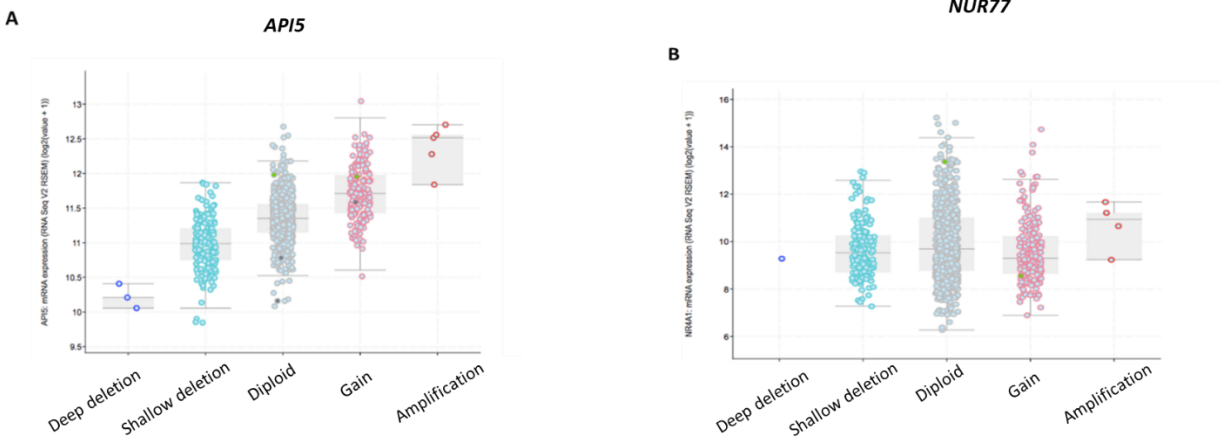 A
API5
API5: mRNA expression (RNA Seq V2 RSEM) (log2(value + 1))
13
12.5
12
11.5
11
10.5
10
9.5
Deep deletion
Shallow deletion
Diploid
Gain
Amplification
NUR77
B
NR4A1: mRNA expression (RNA Seq V2 RSEM) (log2(value + 1))
16
14
12
10
8
6
Deep deletion
Shallow deletion
Diploid
Gain
Amplification